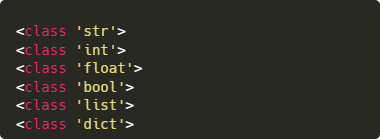 <class 'str'>
<class 'int'>
<class 'float'>
<class 'bool'>
<class 'list'>
<class 'dict'>